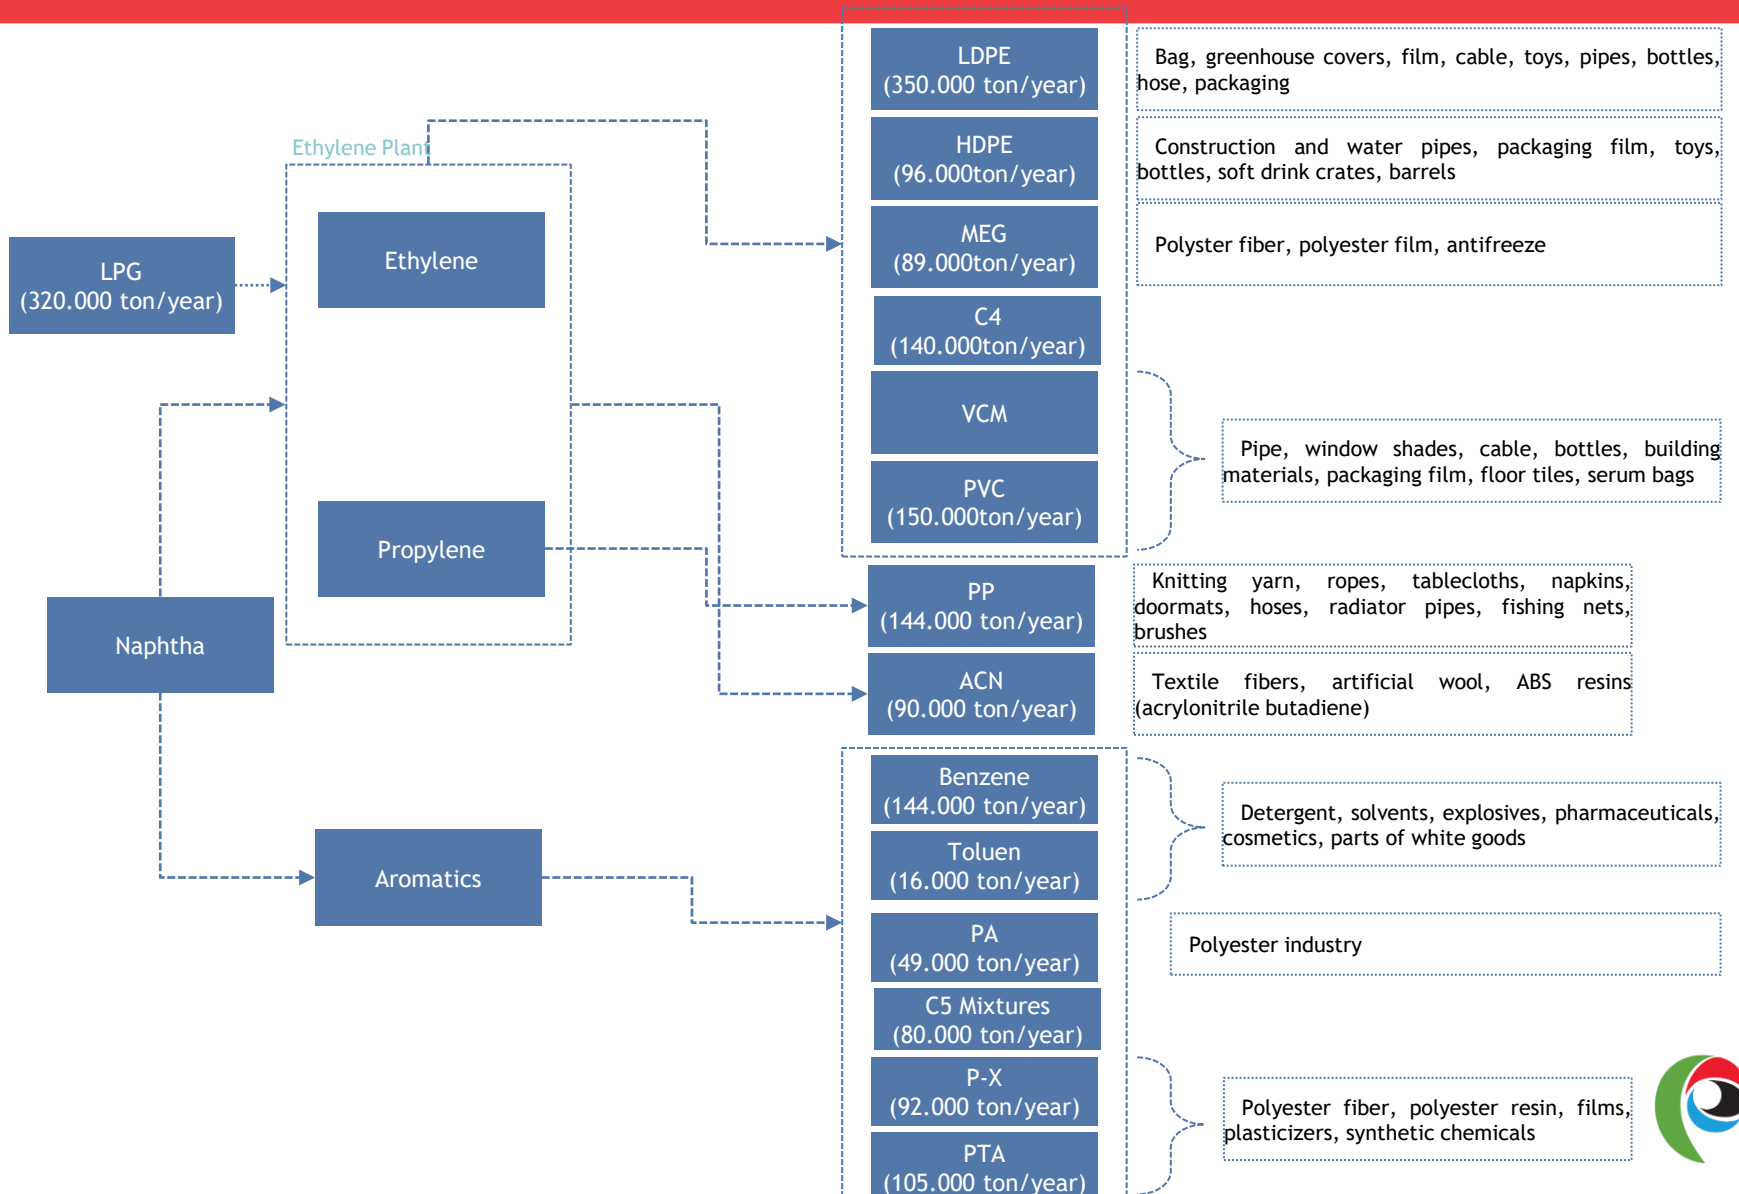 LPG
(320.000 ton/year)
Naphtha
Ethylene Plant
Ethylene
Propylene
Aromatics
LDPE
(350.000 ton/year)
Bag, greenhouse covers, film, cable, toys, pipes, bottles,
hose, packaging
HDPE
(96.000ton/year)
Construction and water pipes, packaging film, toys,
bottles, soft drink crates, barrels
MEG
(89.000ton/year)
Polyster fiber, polyester film, antifreeze
C4
(140.000ton/year)
VCM
PVC
(150.000ton/year)
Pipe, window shades, cable, bottles, building
materials, packaging film, floor tiles, serum bags
PP
(144.000 ton/year)
Knitting yarn, ropes, tablecloths, napkins,
doormats, hoses, radiator pipes, fishing nets,
brushes
ACN
(90.000 ton/year)
Textile fibers, artificial wool, ABS resins
(acrylonitrile butadiene)
Benzene
(144.000 ton/year)
Toluen
(16.000 ton/year)
Detergent, solvents, explosives, pharmaceuticals,
cosmetics, parts of white goods
PA
(49.000 ton/year)
Polyester industry
C5 Mixtures
(80.000 ton/year)
P-X
(92.000 ton/year)
PTA
(105.000 ton/year)
Polyester fiber, polyester resin, films,
plasticizers, synthetic chemicals